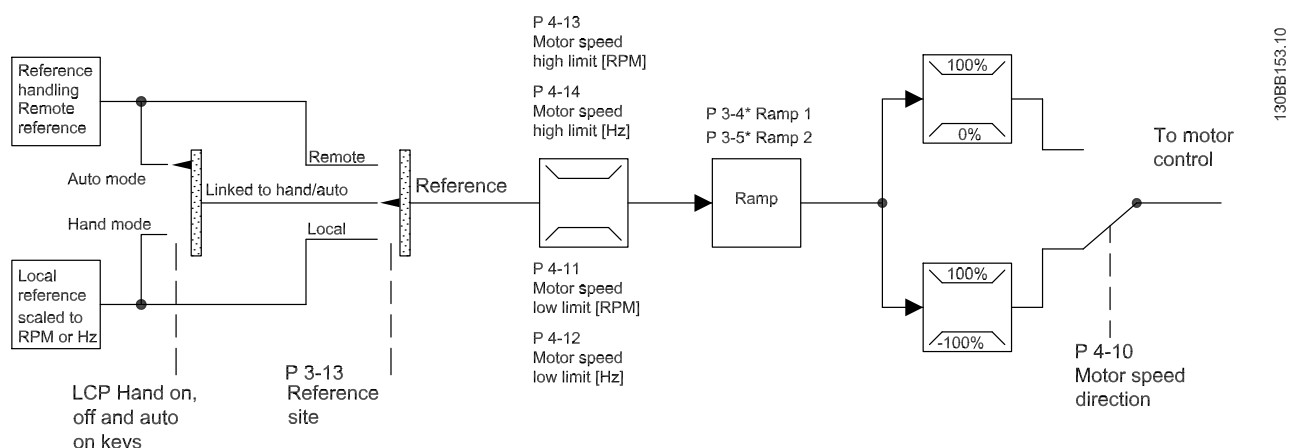 P 4-13
Motor speed
high limit [RPM]
P 4-14
Motor speed
high limit [Hz]
Reference
handling
Remote
reference
Auto mode
Hand mode
Local
reference
scaled to
RPM or Hz
LCP Hand on,
off and auto
on keys
Linked to hand/auto
Remote
Local
P 3-13
Reference
site
Reference
P 4-11
Motor speed
low limit [RPM]
P 4-12
Motor speed
low limit [Hz]
P 3-4* Ramp 1
P 3-5* Ramp 2
Ramp
100%
0%
100%
-100%
To motor
control
P 4-10
Motor speed
direction
130BB153.10